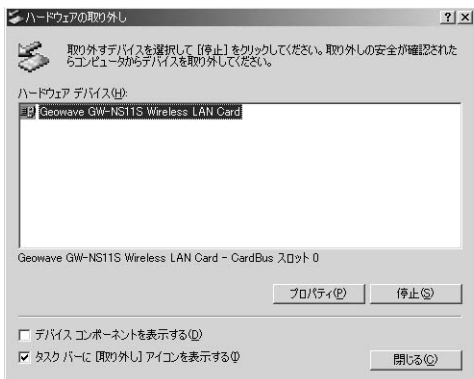 ハードウェアの取り外し
取り外すデバイスを選択して [停止] をクリックしてください。取り外しの安全が確認された
らコンピュータからデバイスを取り外してください。
ハードウェア デバイス(H):
Geowave GW-NS11S Wireless LAN Card
Geowave GW-NS11S Wireless LAN Card - CardBus スロット 0
プロパティ(P)
停止(S)
デバイス コンポーネントを表示する(D)
タスク バーに [取り外し] アイコンを表示する(I)
閉じる(C)